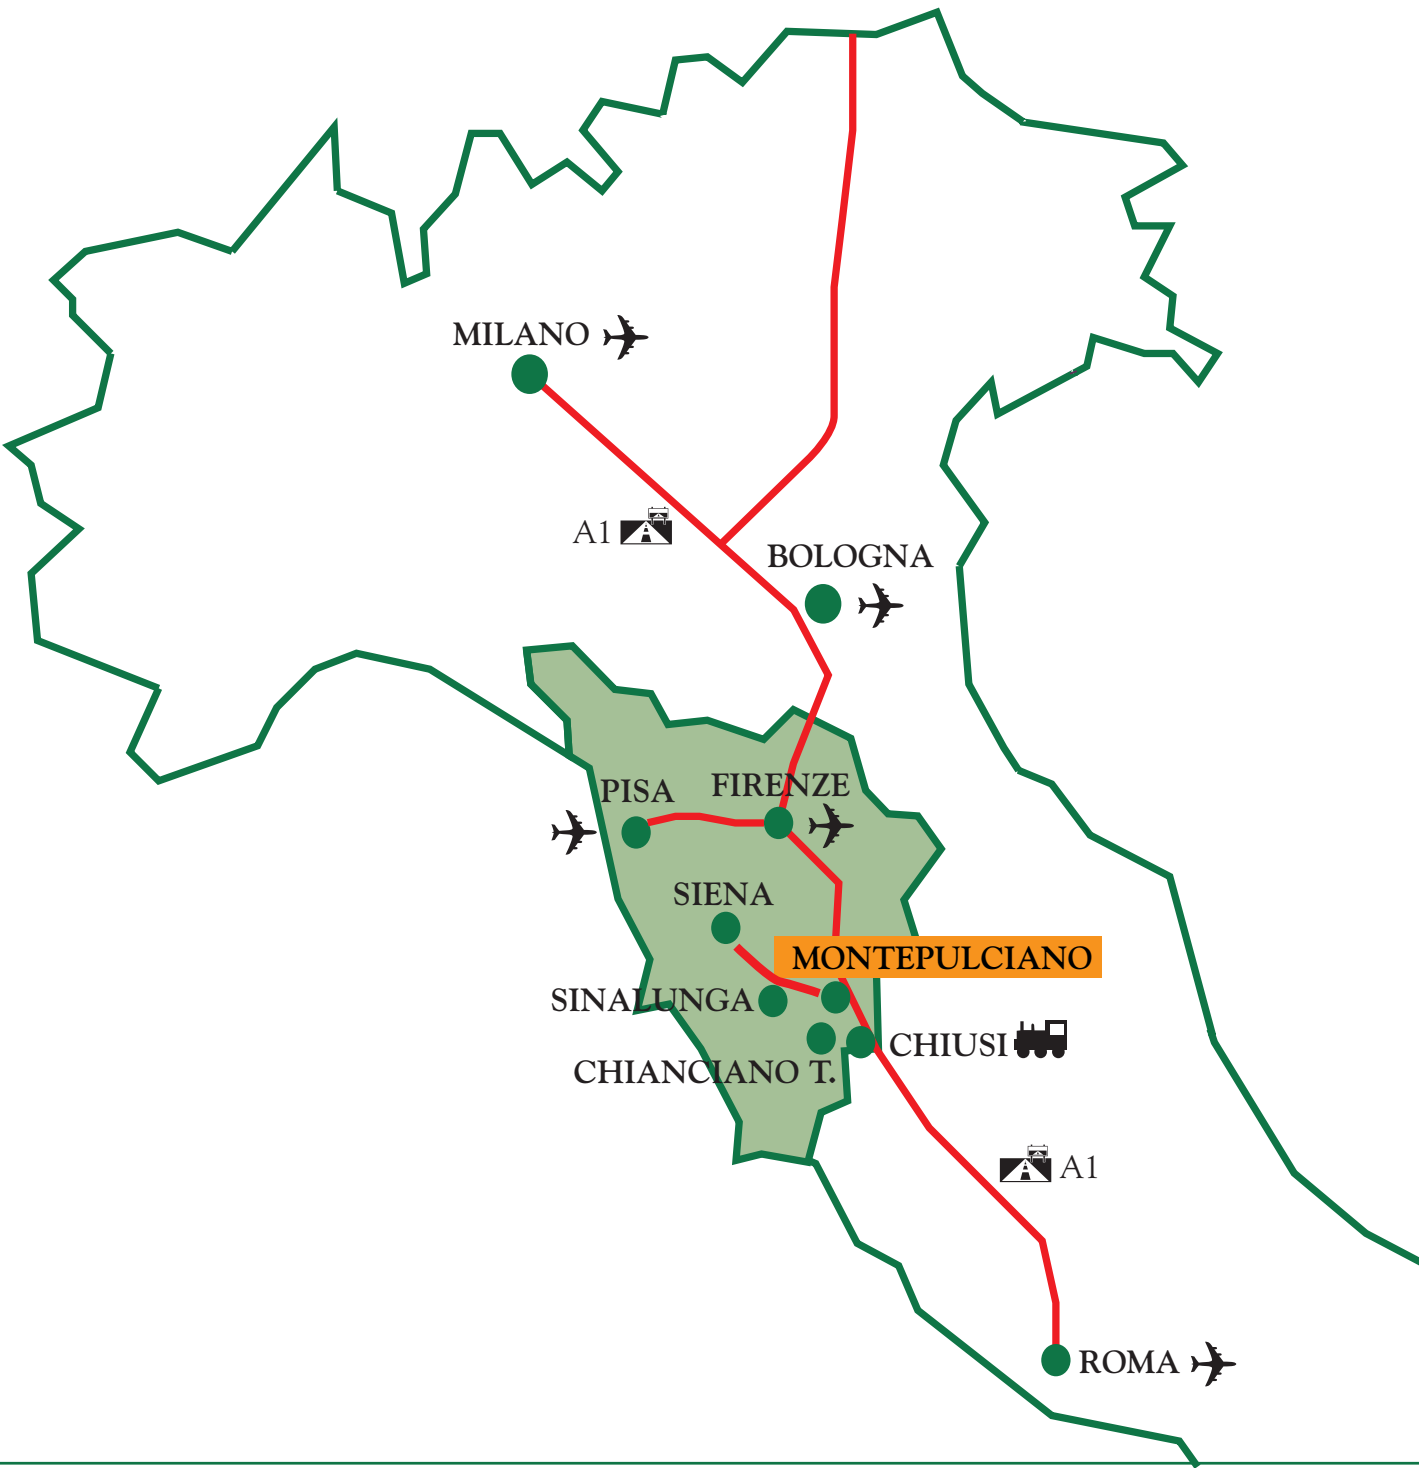 MILANO
A1
BOLOGNA
PISA
FIRENZE
SIENA
MONTEPULCIANO
SINALUNGA
CHIUSI
CHIANCIANO T.
A1
ROMA